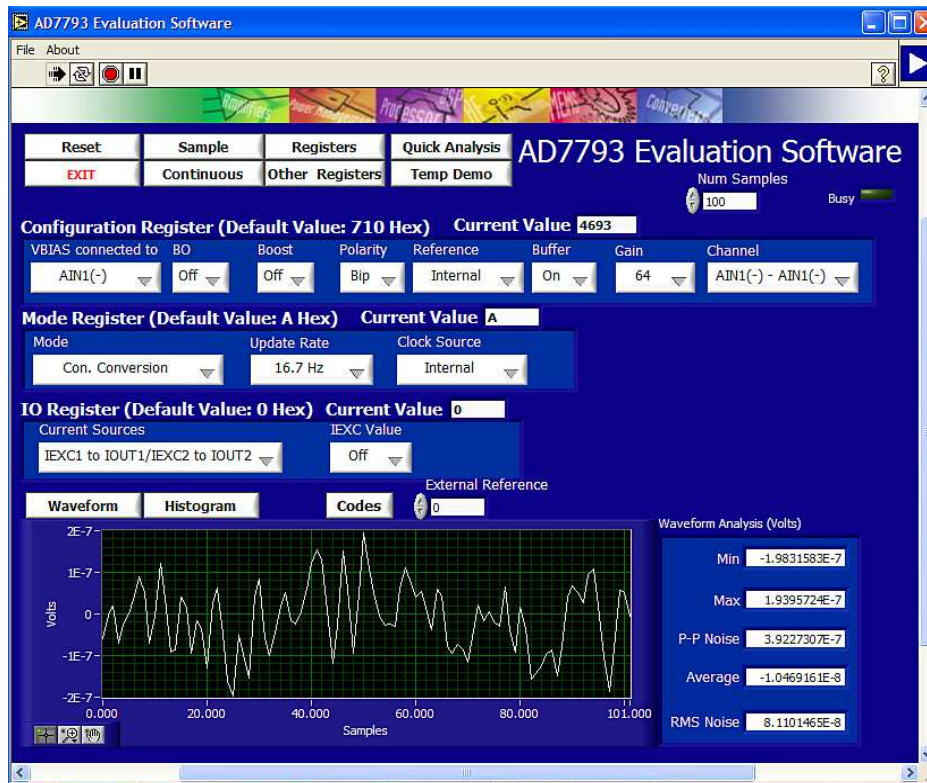 AD7793 Evaluation Software
File About
Amplifiers Power Management Processors DSP MEMS Converters
Reset Sample Registers Quick Analysis
EXIT Continuous Other Registers Temp Demo
AD7793 Evaluation Software
Num Samples
100
Busy
Configuration Register (Default Value: 710 Hex) Current Value 4693
VBIAS connected to BO Boost Polarity Reference Buffer Gain Channel
AIN1(-) Off Off Bip Internal On 64 AIN1(-) - AIN1(-)
Mode Register (Default Value: A Hex) Current Value A
Mode Update Rate Clock Source
Con. Conversion 16.7 Hz Internal
IO Register (Default Value: 0 Hex) Current Value 0
Current Sources IEXC Value
IEXC1 to IOUT1/IEXC2 to IOUT2 Off
External Reference
Waveform Histogram Codes 0
Waveform Analysis (Volts)
2E-7
1E-7
0
-1E-7
-2E-7
Volts
0.000 20.000 40.000 60.000 80.000 101.000
Samples
Min -1.9831583E-7
Max 1.9395724E-7
P-P Noise 3.9227307E-7
Average -1.0469161E-8
RMS Noise 8.1101465E-8